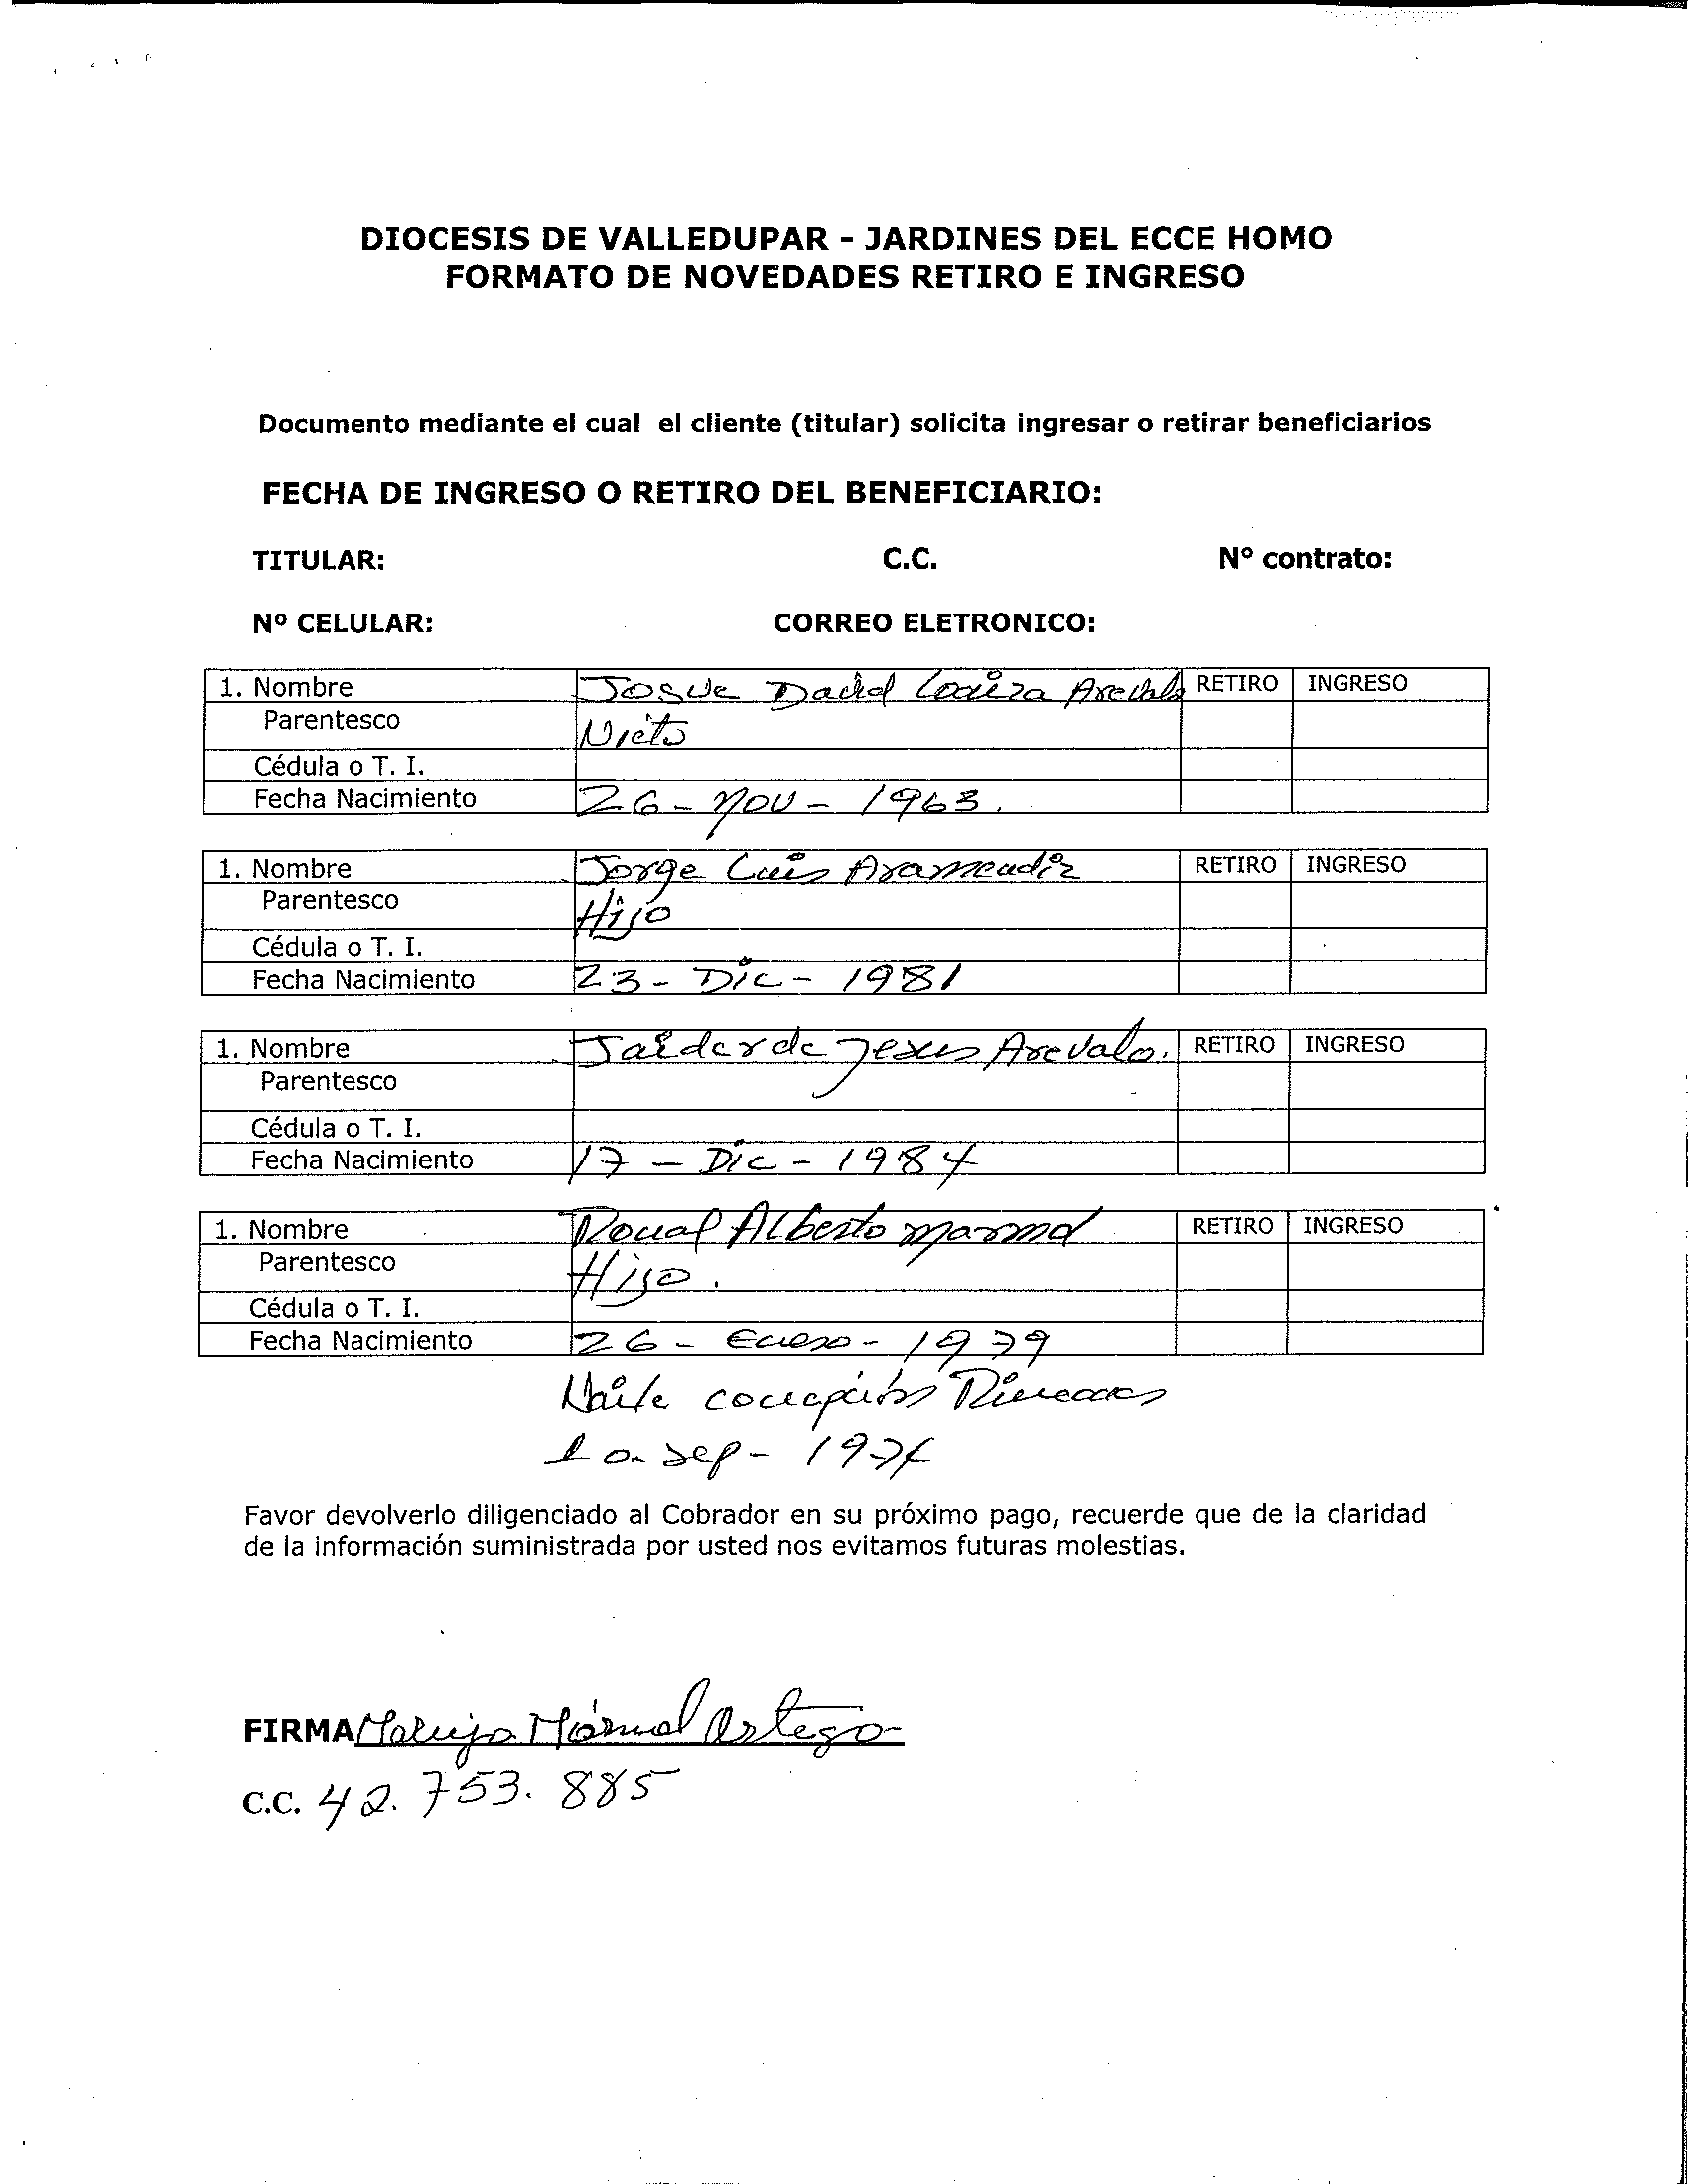 DIOCESIS DE VALLEDUPAR - JARDINES DEL ECCE HOMO
FORMATO DE NOVEDADES RETIRO E INGRESO
Documento mediante el cual el cliente (titular) solicita ingresar o retirar beneficiarios
FECHA DE INGRESO O RETIRO DEL BENEFICIARIO:
TITULAR: C.C. Nº contrato:
Nº CELULAR: CORREO ELETRONICO:
1. Nombre Josue David Loaiza Arevalo RETIRO INGRESO
Parentesco Nieto
Cédula o T. I.
Fecha Nacimiento 26 - Nov - 1963.
1. Nombre Jorge Luis Aramendiz RETIRO INGRESO
Parentesco Hijo
Cédula o T. I.
Fecha Nacimiento 23 - Dic - 1981
1. Nombre Jaider de Jesus Arevalo. RETIRO INGRESO
Parentesco
Cédula o T. I.
Fecha Nacimiento 17 - Dic - 1984
1. Nombre Alberto Marmol RETIRO INGRESO
Parentesco Hijo.
Cédula o T. I.
Fecha Nacimiento 26 - Enero - 1979
sep - 1974
Favor devolverlo diligenciado al Cobrador en su próximo pago, recuerde que de la claridad
de la información suministrada por usted nos evitamos futuras molestias.
FIRMA Maruja Mármol Ortega
C.C. 42.753.885